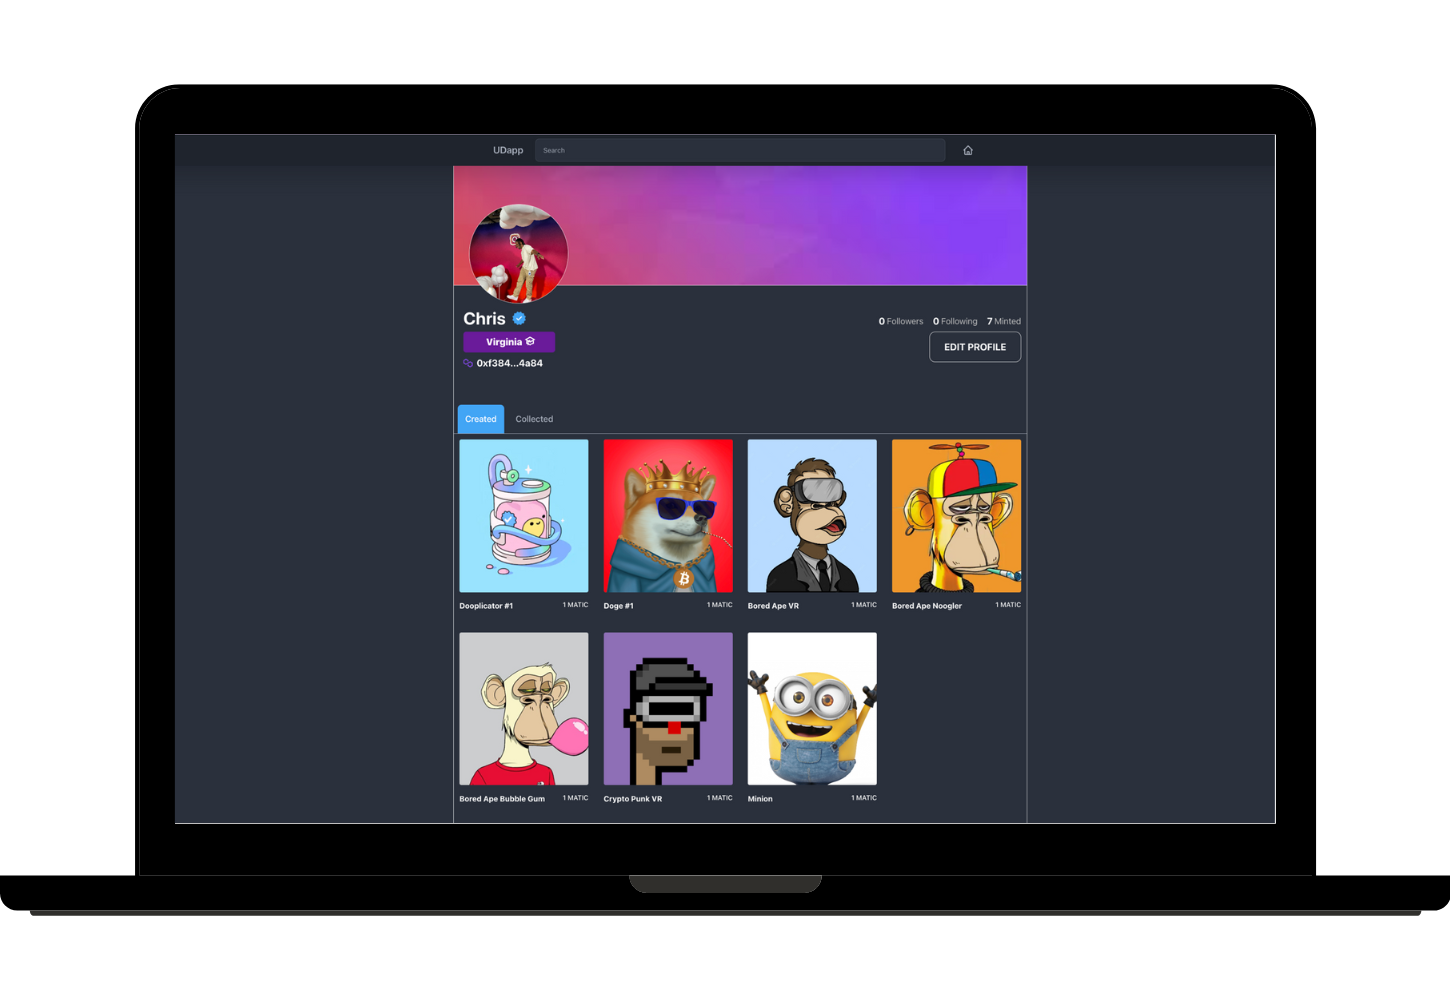 UDapp Search
Chris
0 Followers 0 Following 7 Minted
Virginia
EDIT PROFILE
0xf384...4a84
Created Collected
Dooplicator #1 1 MATIC Doge #1 1 MATIC Bored Ape VR 1 MATIC Bored Ape Noogler 1 MATIC
Bored Ape Bubble Gum 1 MATIC Crypto Punk VR 1 MATIC Minion 1 MATIC